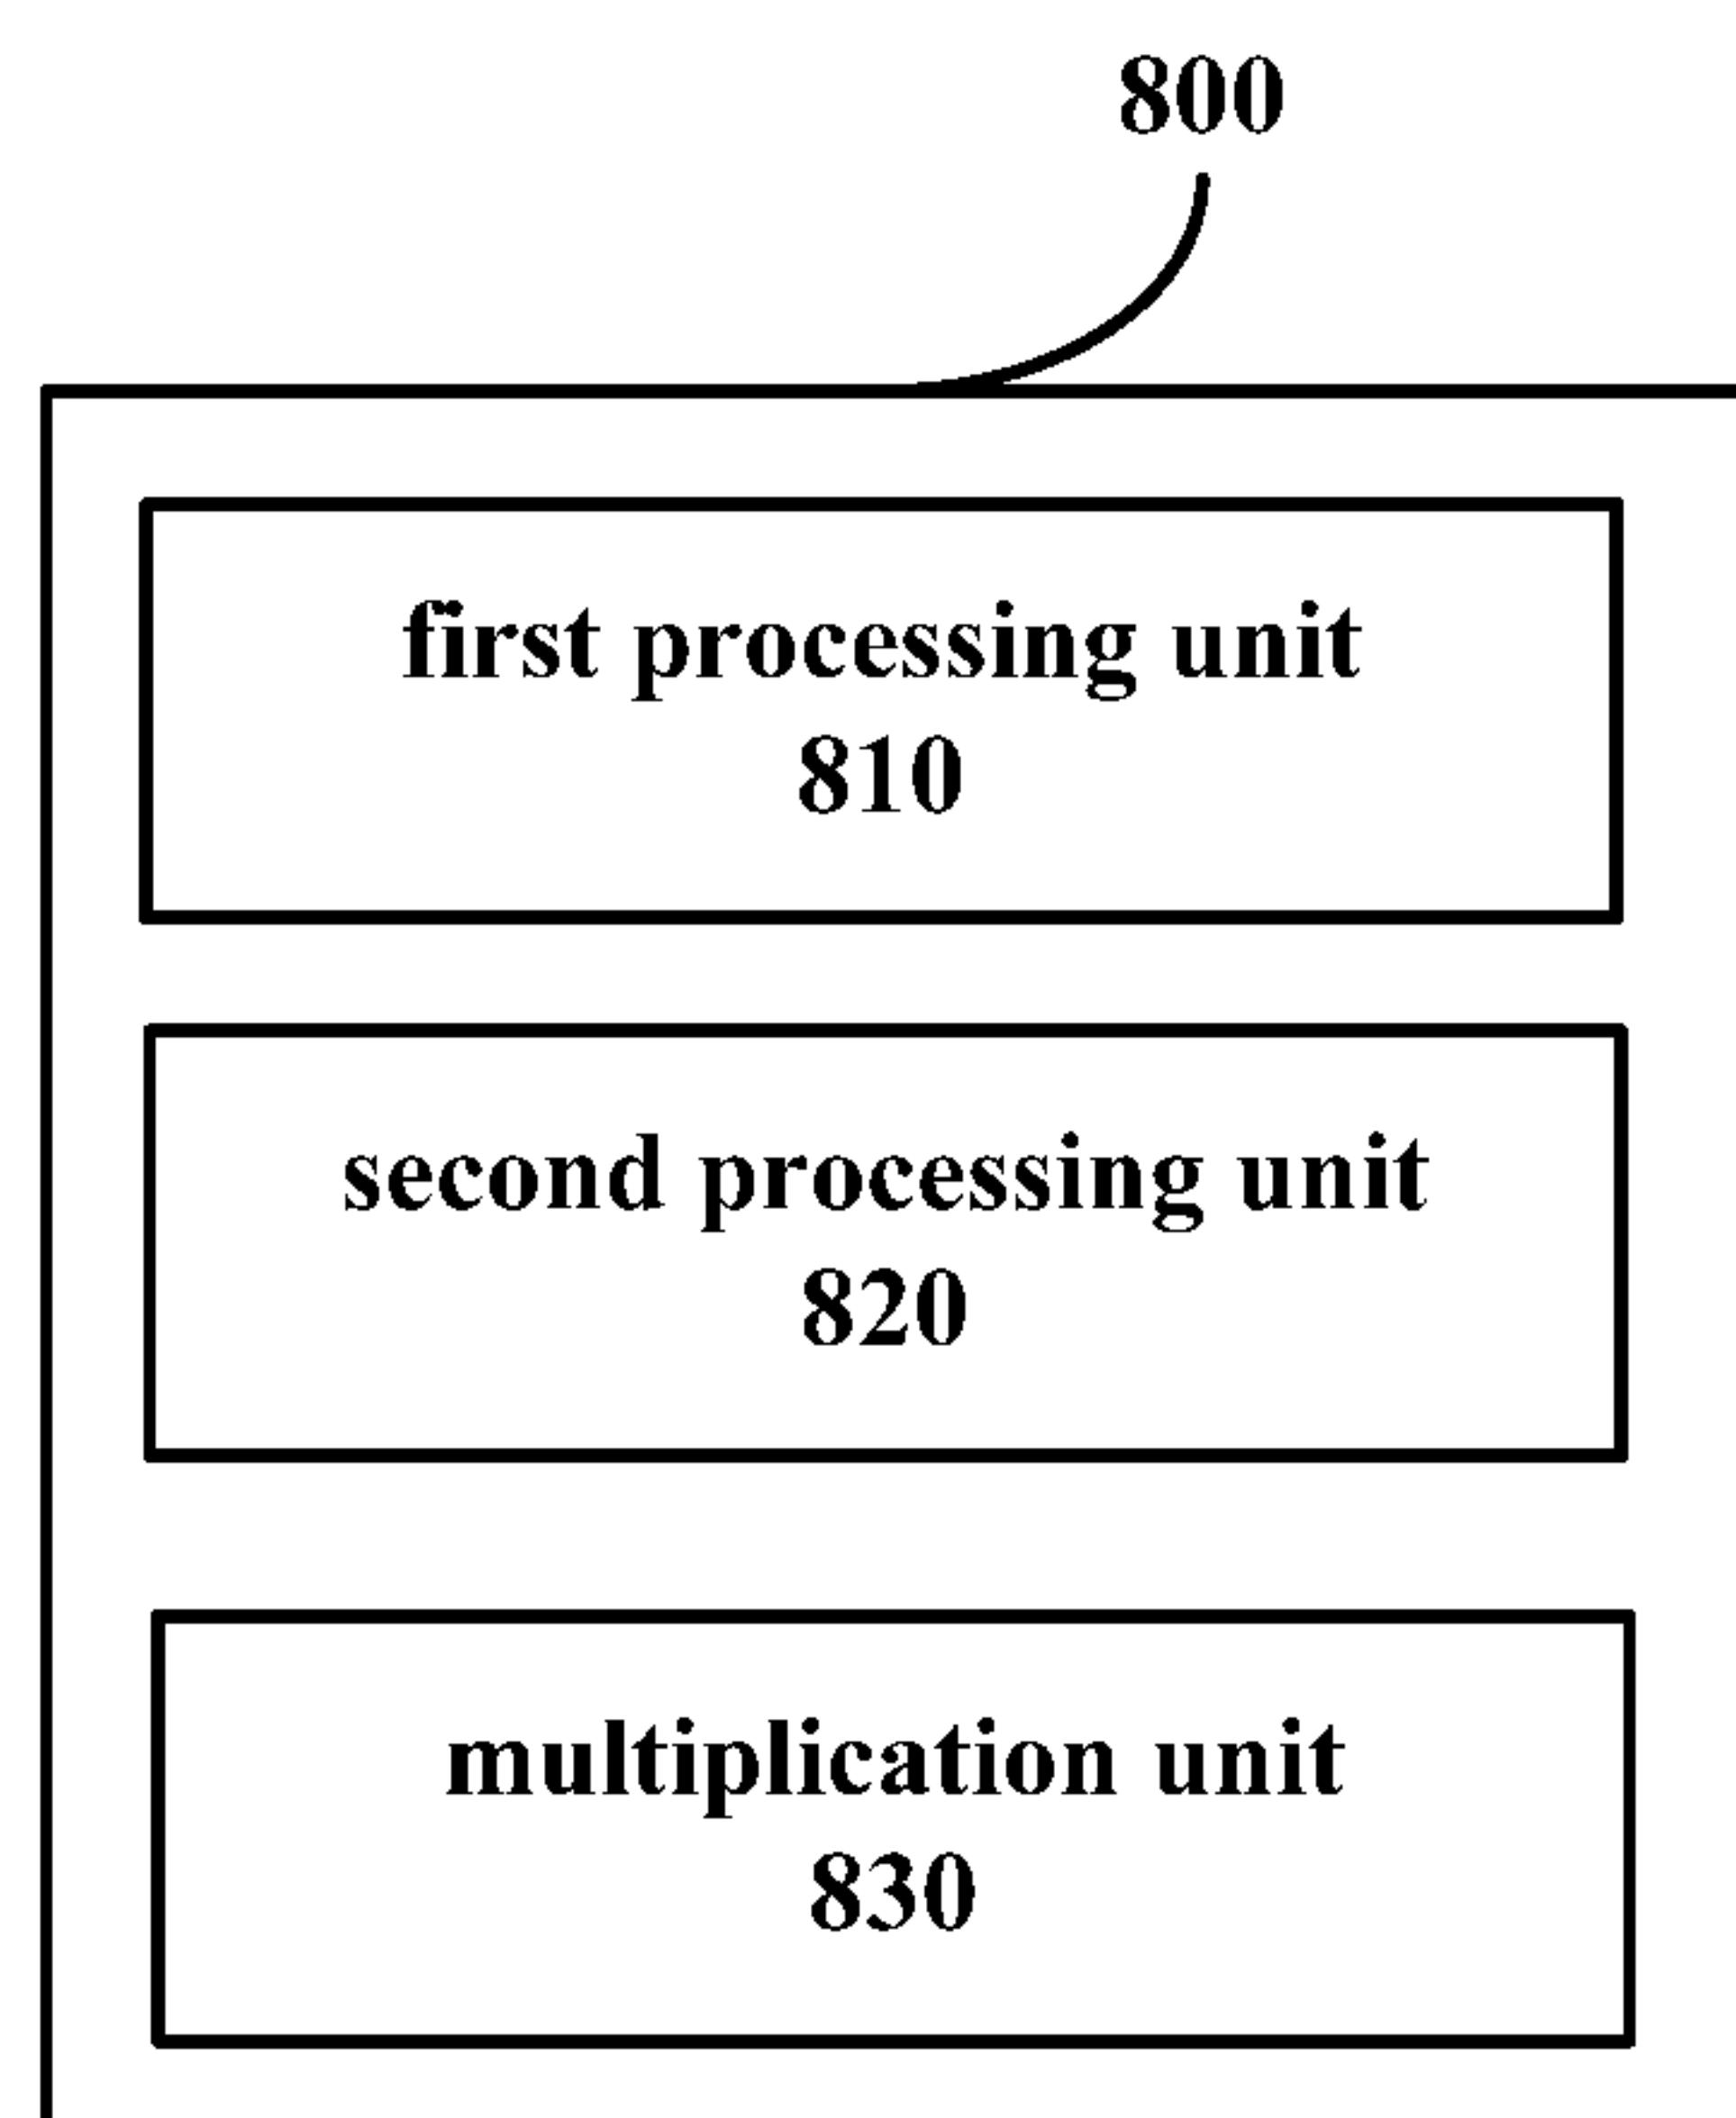 800
first processing unit
810
second processing unit
820
multiplication unit
830